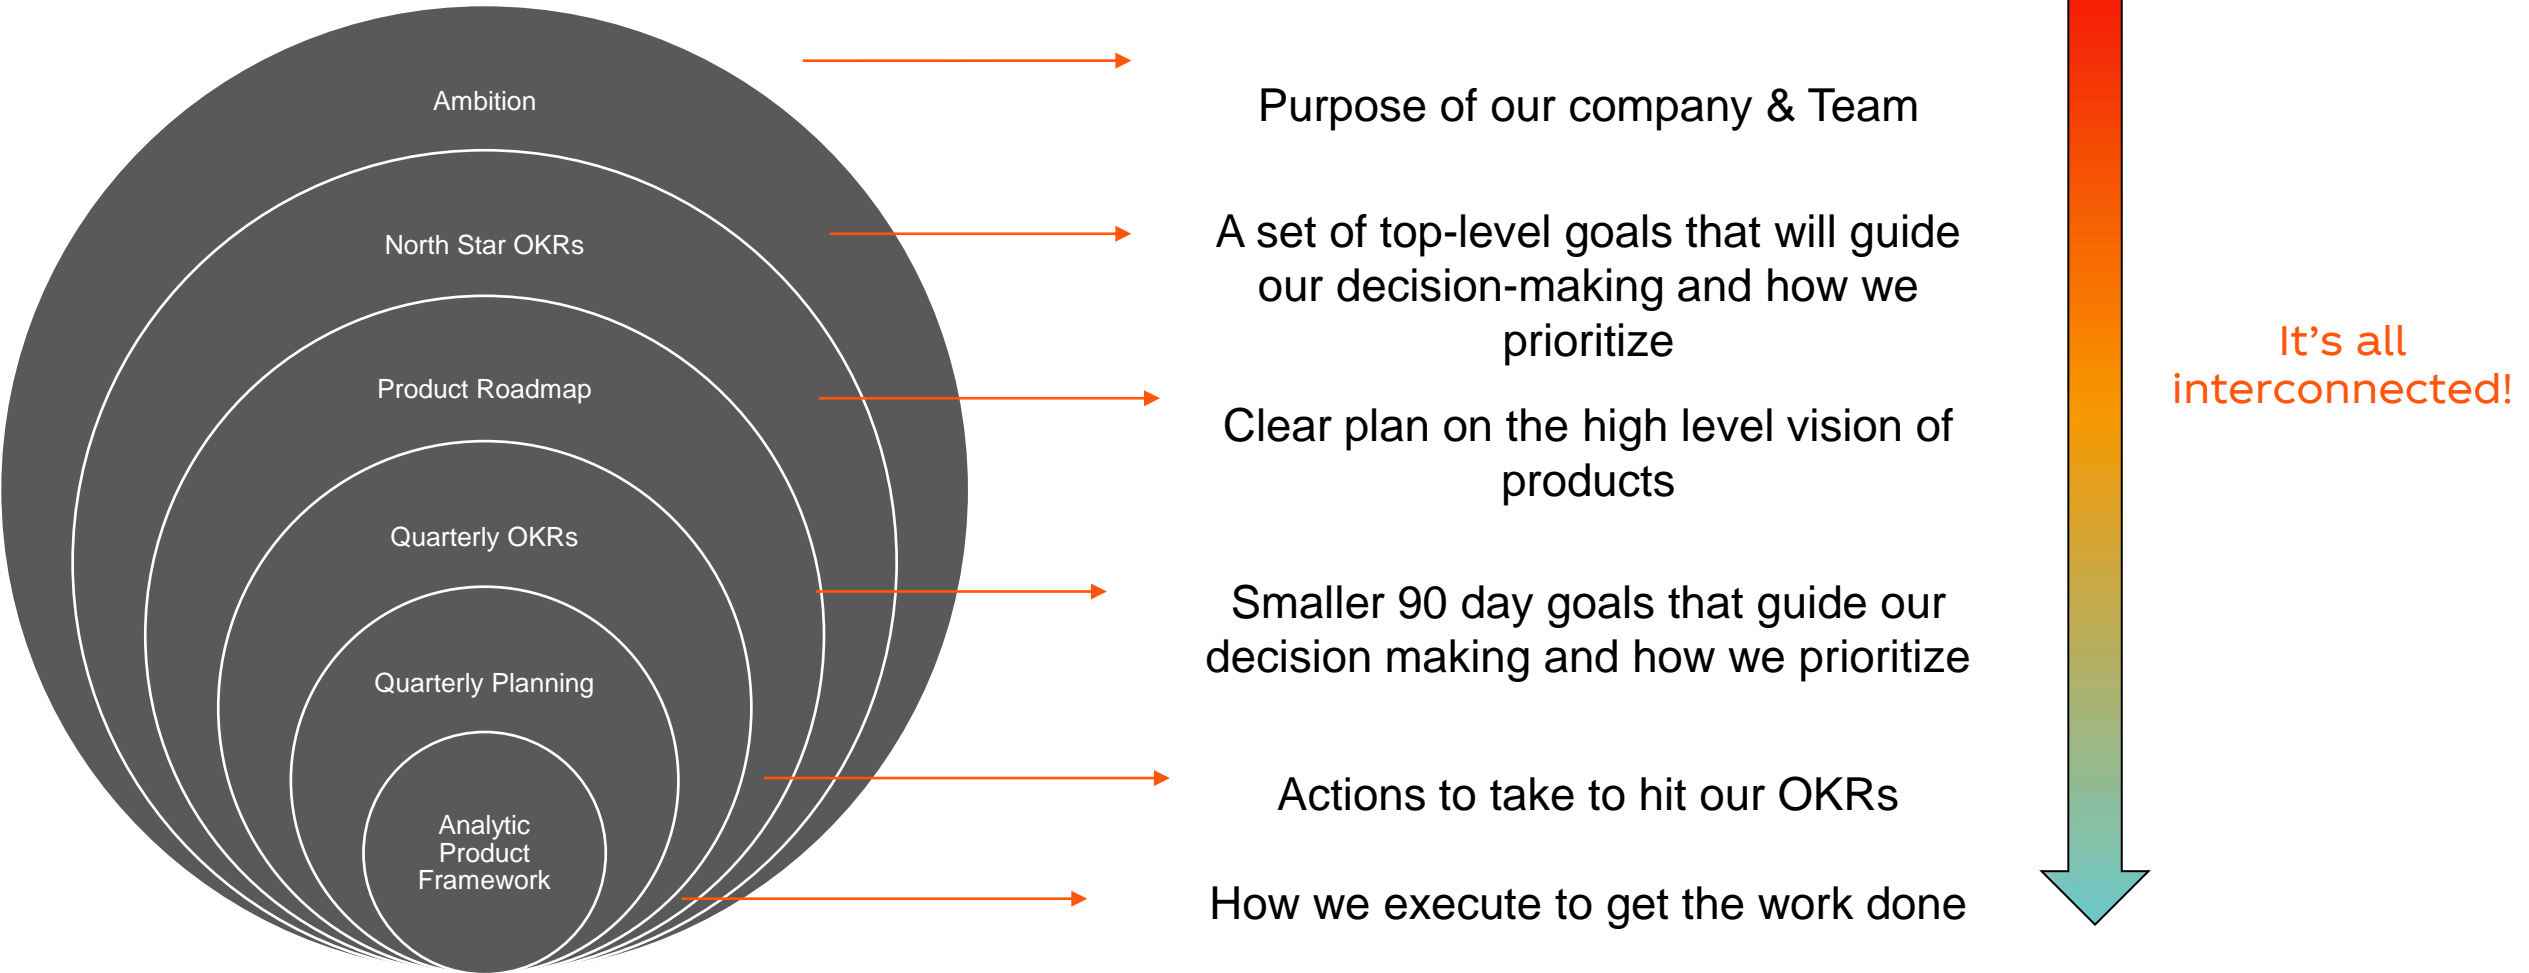 Ambition
Purpose of our company & Team
North Star OKRs
A set of top-level goals that will guide
our decision-making and how we
prioritize
Product Roadmap
Clear plan on the high level vision of
products
Quarterly OKRs
Smaller 90 day goals that guide our
decision making and how we prioritize
Quarterly Planning
Actions to take to hit our OKRs
Analytic
Product
Framework
How we execute to get the work done
It’s all
interconnected!